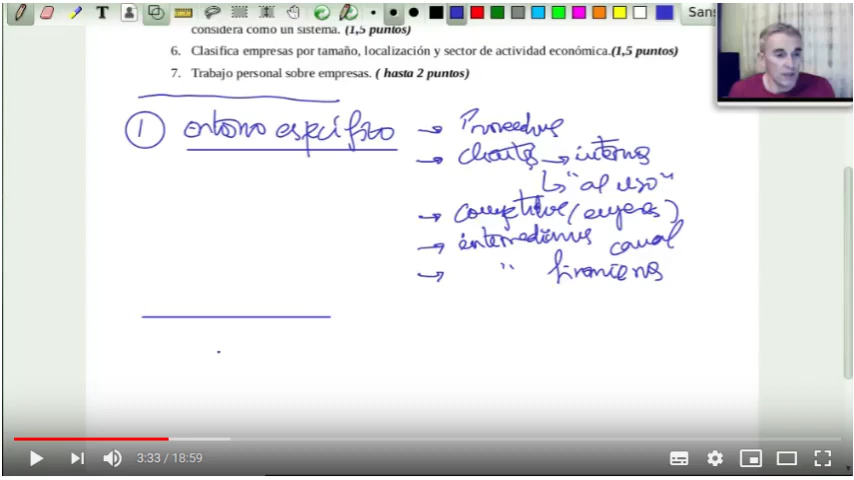 Sans
considera como un sistema. (1,5 puntos)
6. Clasifica empresas por tamaño, localización y sector de actividad económica.(1,5 puntos)
7. Trabajo personal sobre empresas. ( hasta 2 puntos)
1 entorno específico → Proveedores
→ clientes → internos
↳ "al uso"
→ competidores (empresas)
→ intermediarios canal
→ " financieros
3:33 / 18:59